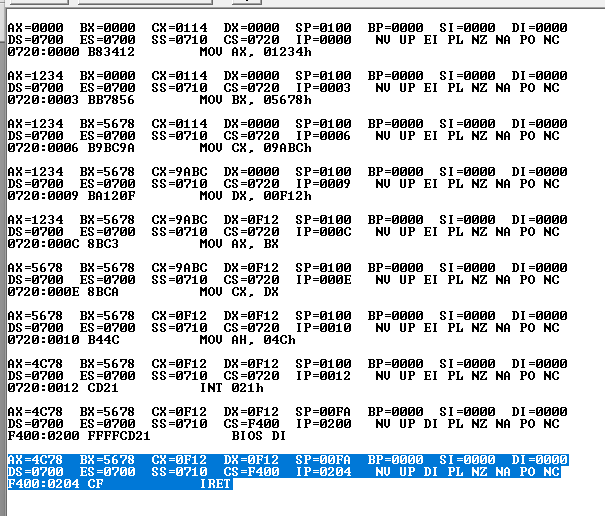 AX=0000 BX=0000 CX=0114 DX=0000 SP=0100 BP=0000 SI=0000 DI=0000
DS=0700 ES=0700 SS=0710 CS=0720 IP=0000 NV UP EI PL NZ NA PO NC
0720:0000 B83412 MOV AX, 01234h
AX=1234 BX=0000 CX=0114 DX=0000 SP=0100 BP=0000 SI=0000 DI=0000
DS=0700 ES=0700 SS=0710 CS=0720 IP=0003 NV UP EI PL NZ NA PO NC
0720:0003 BB7856 MOV BX, 05678h
AX=1234 BX=5678 CX=0114 DX=0000 SP=0100 BP=0000 SI=0000 DI=0000
DS=0700 ES=0700 SS=0710 CS=0720 IP=0006 NV UP EI PL NZ NA PO NC
0720:0006 B9BC9A MOV CX, 09ABCh
AX=1234 BX=5678 CX=9ABC DX=0000 SP=0100 BP=0000 SI=0000 DI=0000
DS=0700 ES=0700 SS=0710 CS=0720 IP=0009 NV UP EI PL NZ NA PO NC
0720:0009 BA120F MOV DX, 00F12h
AX=1234 BX=5678 CX=9ABC DX=0F12 SP=0100 BP=0000 SI=0000 DI=0000
DS=0700 ES=0700 SS=0710 CS=0720 IP=000C NV UP EI PL NZ NA PO NC
0720:000C 8BC3 MOV AX, BX
AX=5678 BX=5678 CX=9ABC DX=0F12 SP=0100 BP=0000 SI=0000 DI=0000
DS=0700 ES=0700 SS=0710 CS=0720 IP=000E NV UP EI PL NZ NA PO NC
0720:000E 8BCA MOV CX, DX
AX=5678 BX=5678 CX=0F12 DX=0F12 SP=0100 BP=0000 SI=0000 DI=0000
DS=0700 ES=0700 SS=0710 CS=0720 IP=0010 NV UP EI PL NZ NA PO NC
0720:0010 B44C MOV AH, 04Ch
AX=4C78 BX=5678 CX=0F12 DX=0F12 SP=0100 BP=0000 SI=0000 DI=0000
DS=0700 ES=0700 SS=0710 CS=0720 IP=0012 NV UP EI PL NZ NA PO NC
0720:0012 CD21 INT 021h
AX=4C78 BX=5678 CX=0F12 DX=0F12 SP=00FA BP=0000 SI=0000 DI=0000
DS=0700 ES=0700 SS=0710 CS=F400 IP=0200 NV UP DI PL NZ NA PO NC
F400:0200 FFFFCD21 BIOS DI
AX=4C78 BX=5678 CX=0F12 DX=0F12 SP=00FA BP=0000 SI=0000 DI=0000
DS=0700 ES=0700 SS=0710 CS=F400 IP=0204 NV UP DI PL NZ NA PO NC
F400:0204 CF IRET